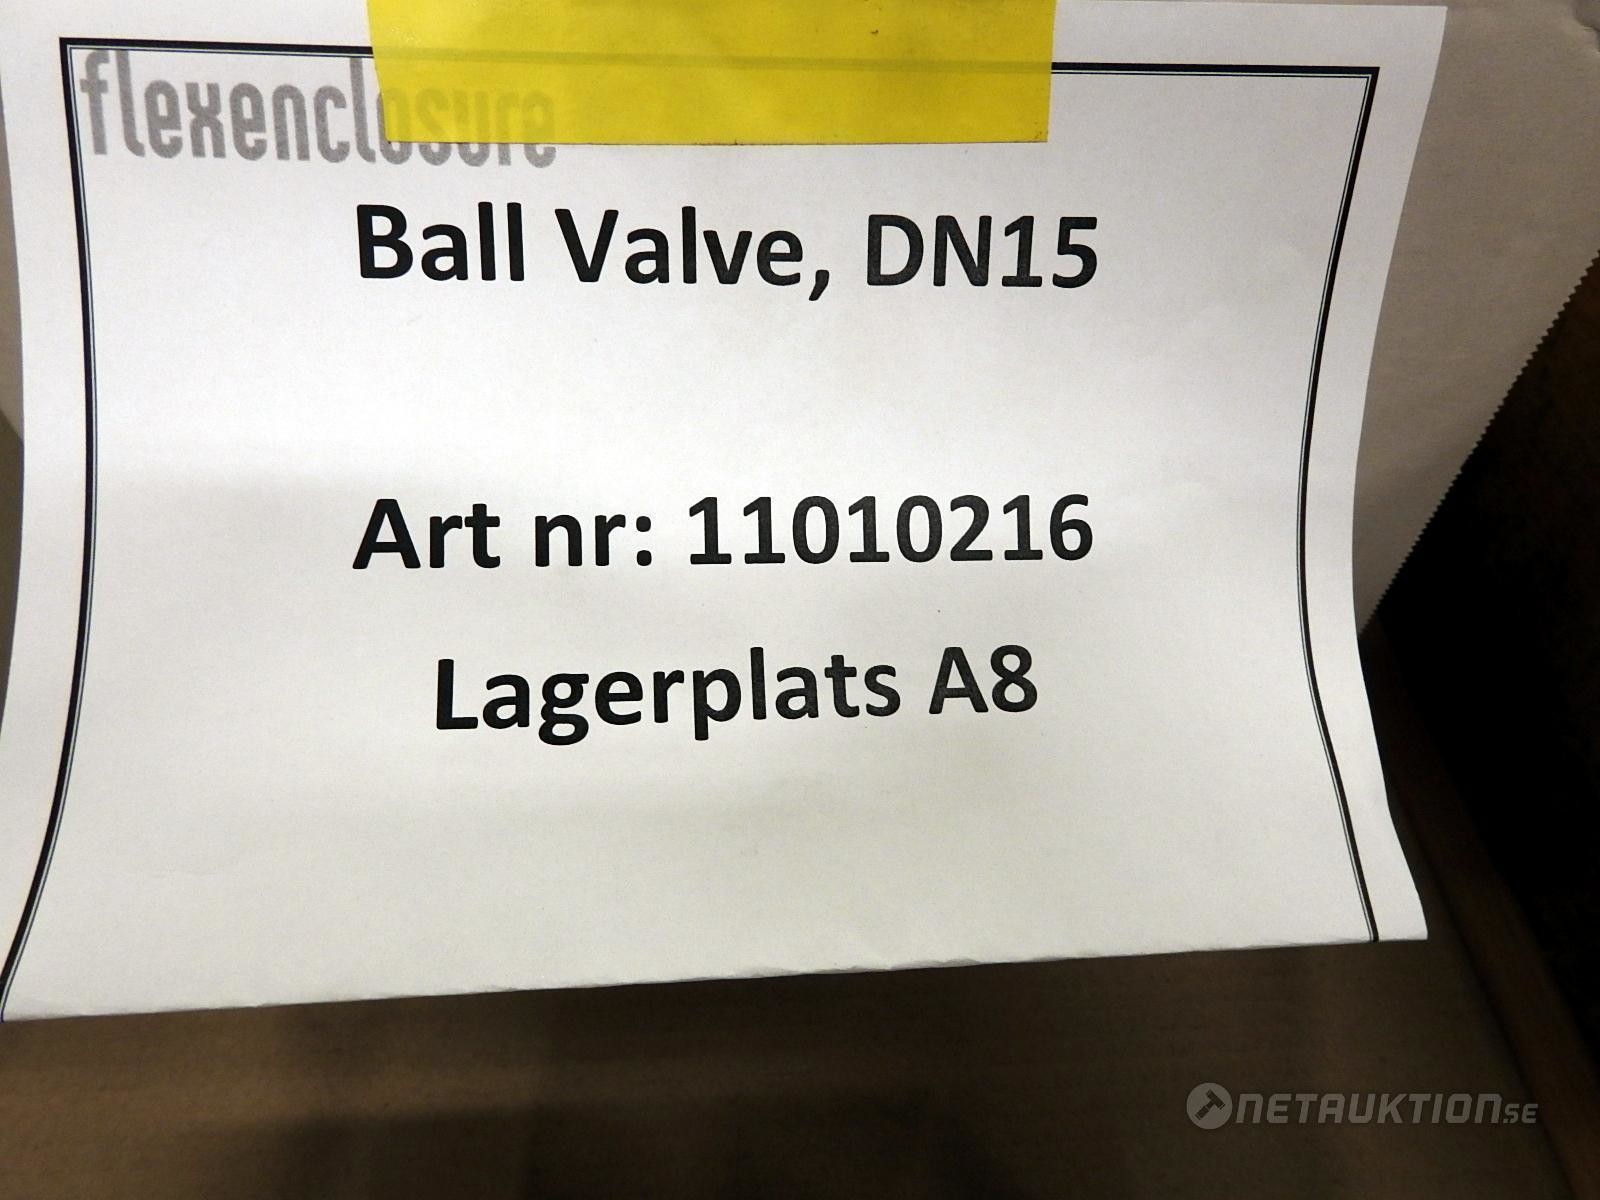 flexenclosure
Ball Valve, DN15
Art nr: 11010216
Lagerplats A8
NETAUKTION.SE